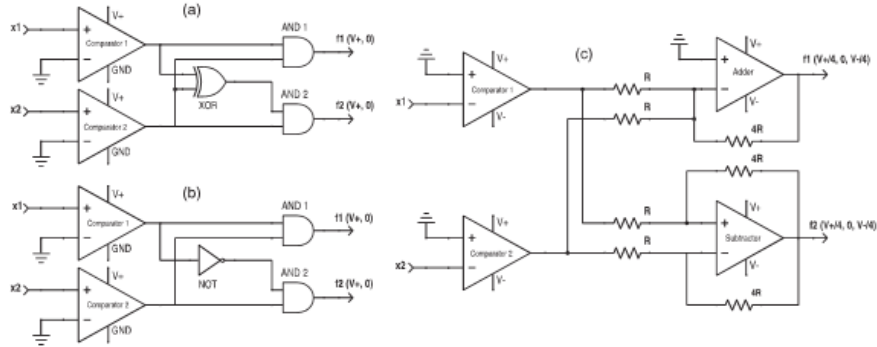 (a)
x1
V+
+
Comparator 1
−
GND
AND 1
f1 (V+, 0)
XOR
x2
V+
+
Comparator 2
−
GND
AND 2
f2 (V+, 0)
(b)
x1
V+
+
Comparator 1
−
GND
AND 1
f1 (V+, 0)
NOT
x2
V+
+
Comparator 2
−
GND
AND 2
f2 (V+, 0)
(c)
V+
+
Comparator 1
−
x1
V-
R
R
V+
+
Adder
−
V-
f1 (V+/4, 0, V-/4)
4R
4R
V+
+
Comparator 2
−
x2
V-
R
R
V+
+
Subtractor
−
V-
f2 (V+/4, 0, V-/4)
4R